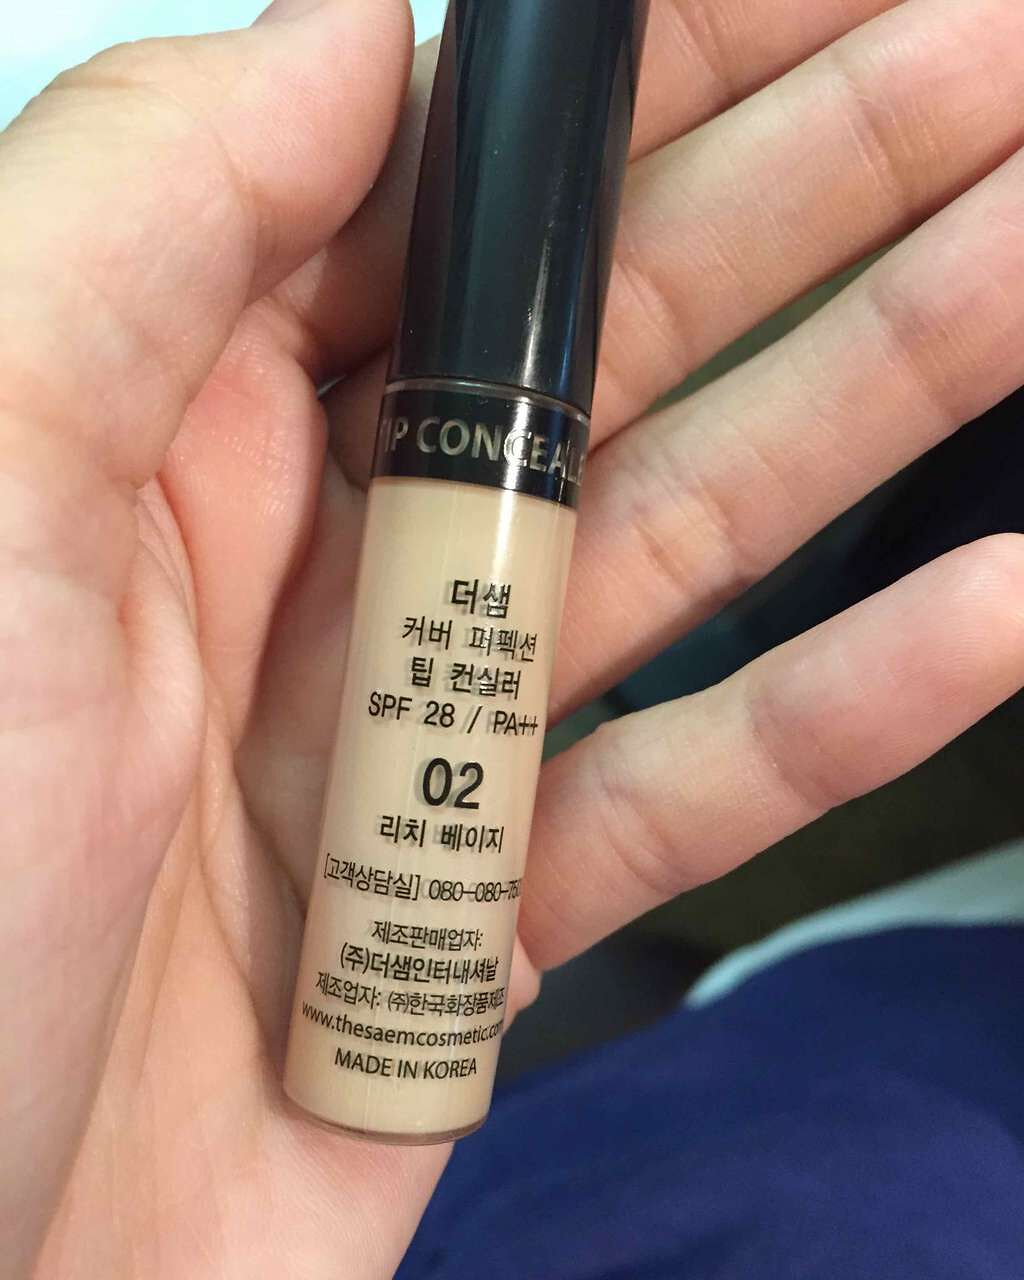 TIP CONCEALE
더샘
커버 퍼펙션
팁 컨실러
SPF 28 // PA++
02
리치 베이지
[고객상담실] 080-080-76
제조판매업자:
(주)더샘인터내셔날
제조업자: (주)한국화장품제조
www.thesaemcosmetic.com
MADE IN KOREA